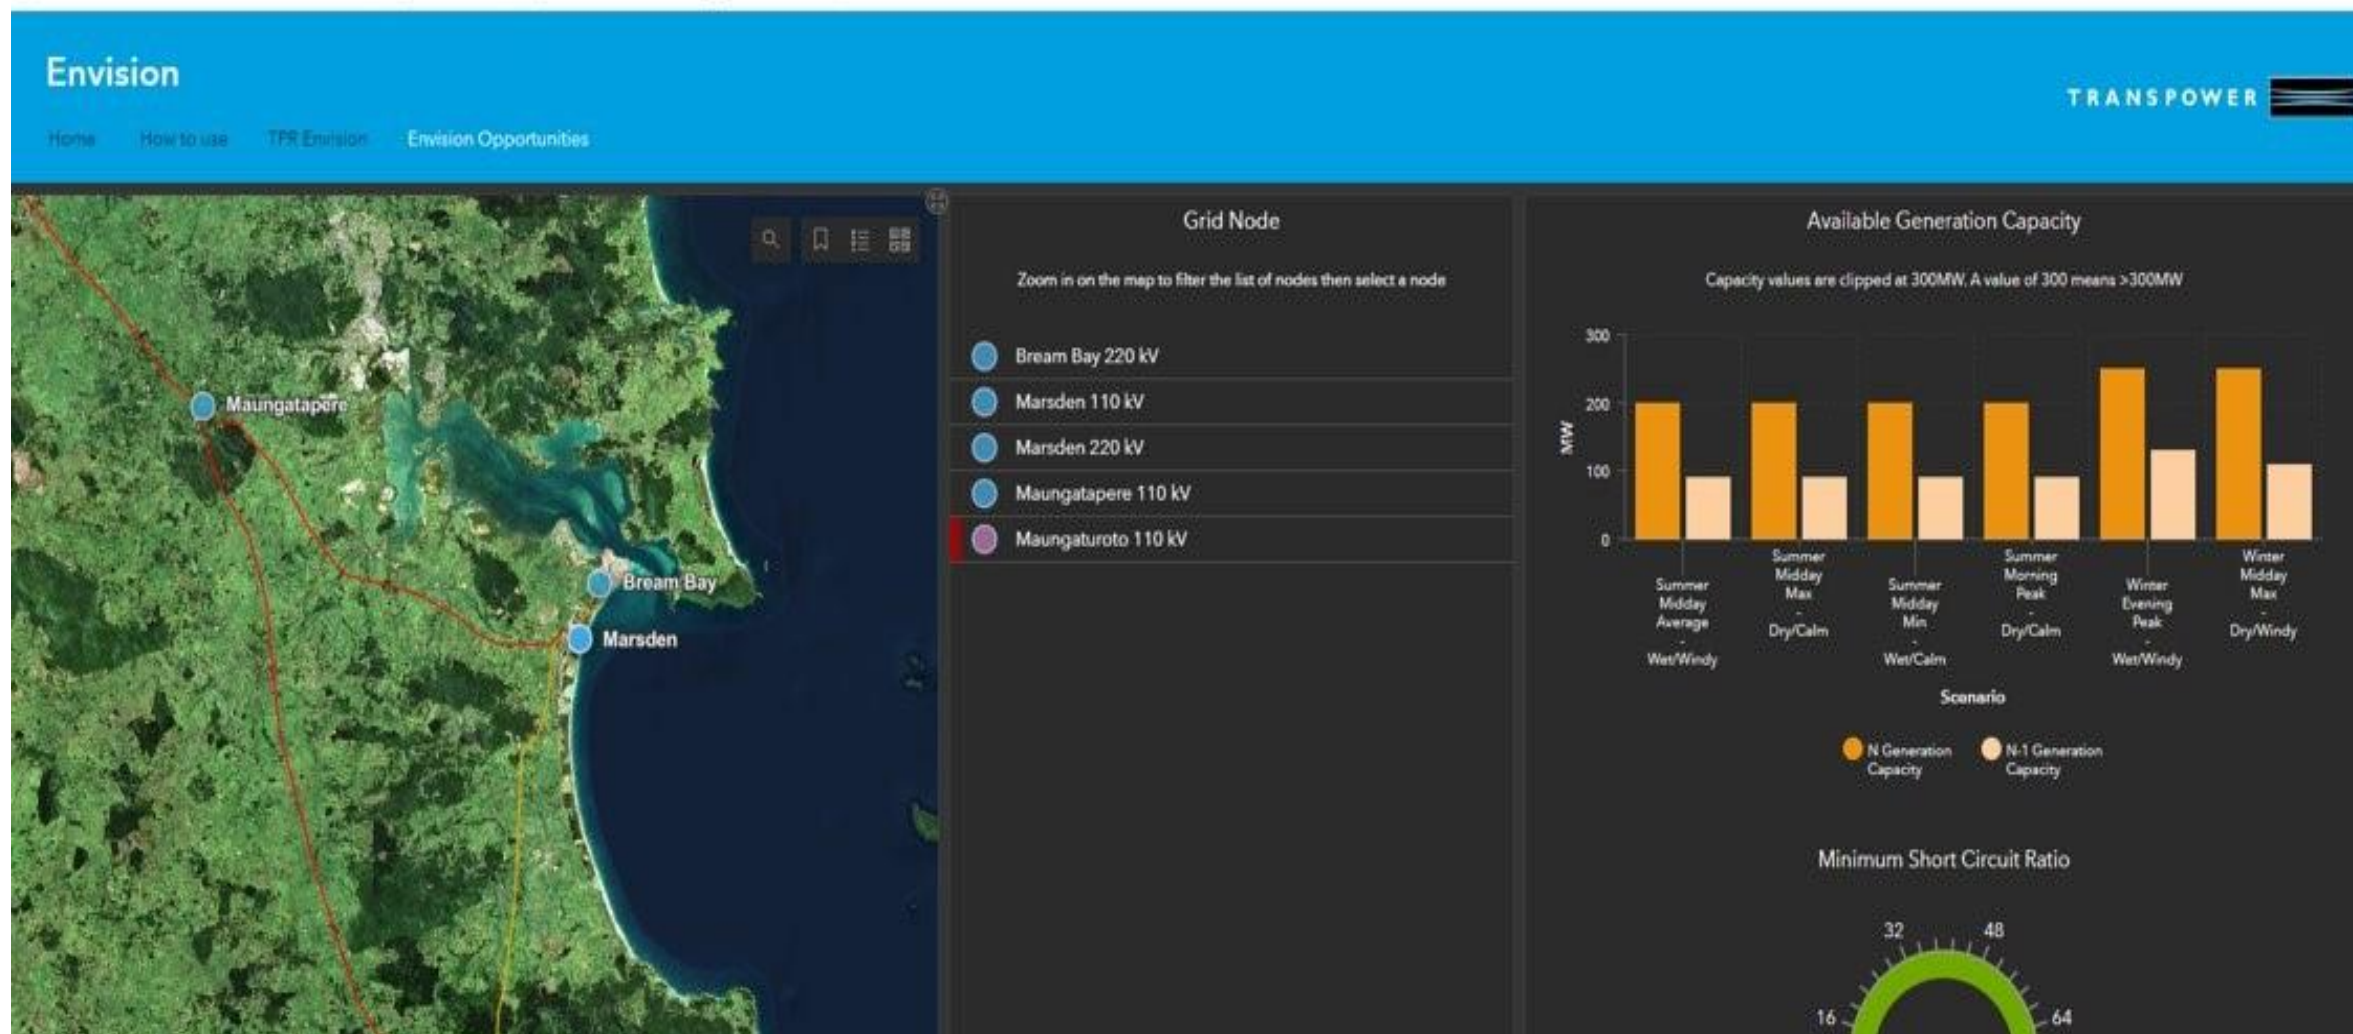 Envision
TRANSPOWER
Home How to use TPR Envision Envision Opportunities
Maungatapere
Bream Bay
Marsden
Grid Node
Zoom in on the map to filter the list of nodes then select a node
Bream Bay 220 kV
Marsden 110 kV
Marsden 220 kV
Maungatapere 110 kV
Maungaturoto 110 kV
Available Generation Capacity
Capacity values are clipped at 300MW. A value of 300 means >300MW
300
200
100
0
MW
Summer
Midday
Average
-
Wet/Windy
Summer
Midday
Max
-
Dry/Calm
Summer
Midday
Min
-
Wet/Calm
Summer
Morning
Peak
-
Dry/Calm
Winter
Evening
Peak
-
Wet/Windy
Winter
Midday
Max
-
Dry/Windy
Scenario
N Generation
Capacity
N-1 Generation
Capacity
Minimum Short Circuit Ratio
32
48
16
64